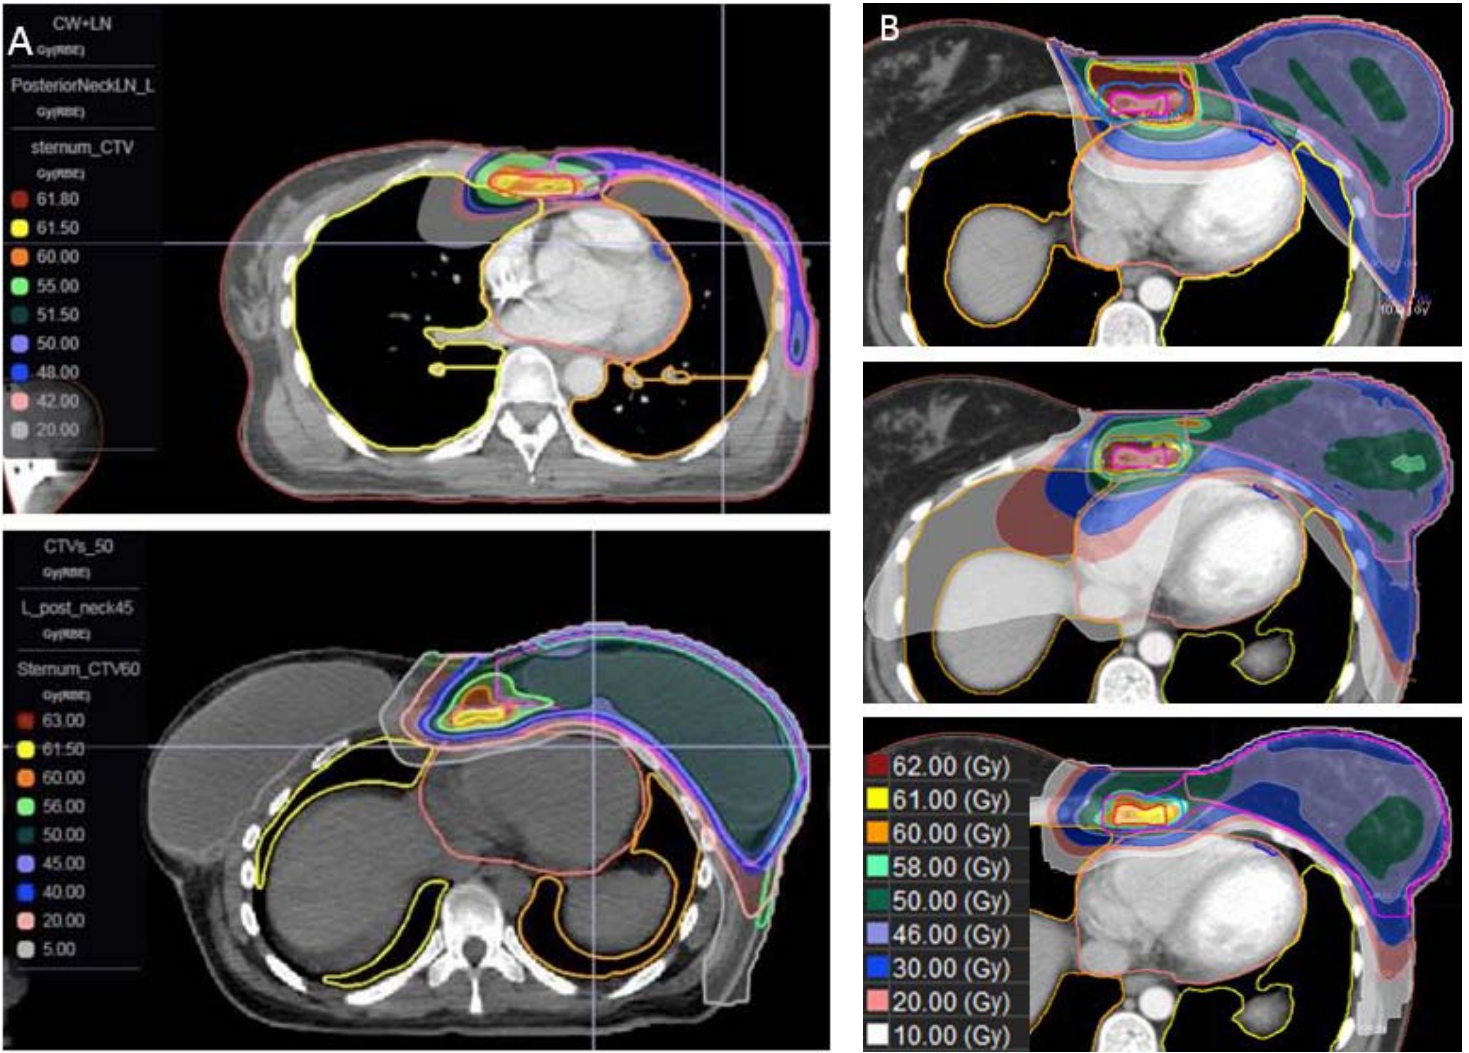 A
CW+LN
Gy(RBE)
PosteriorNeckLN_L
Gy(RBE)
sternum_CTV
Gy(RBE)
61.80
61.50
60.00
55.00
51.50
50.00
48.00
42.00
20.00
CTVs_50
Gy(RBE)
L_post_neck45
Gy(RBE)
Sternum_CTV60
Gy(RBE)
63.00
61.50
60.00
56.00
50.00
45.00
40.00
20.00
5.00
B
62.00 (Gy)
61.00 (Gy)
60.00 (Gy)
58.00 (Gy)
50.00 (Gy)
46.00 (Gy)
30.00 (Gy)
20.00 (Gy)
10.00 (Gy)